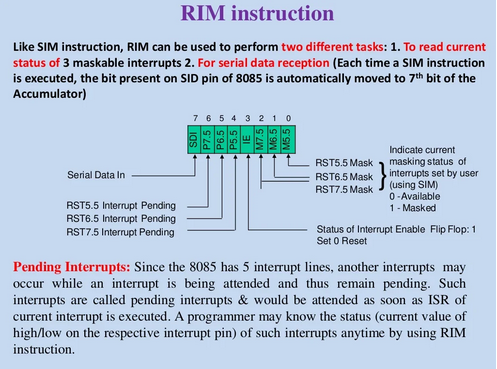 RIM instruction
Like SIM instruction, RIM can be used to perform two different tasks: 1. To read current
status of 3 maskable interrupts 2. For serial data reception (Each time a SIM instruction
is executed, the bit present on SID pin of 8085 is automatically moved to 7th bit of the
Accumulator)
7 6 5 4 3 2 1 0
SDI P7.5 P6.5 P5.5 IE M7.5 M6.5 M5.5
Serial Data In
RST5.5 Interrupt Pending
RST6.5 Interrupt Pending
RST7.5 Interrupt Pending
RST5.5 Mask
RST6.5 Mask
RST7.5 Mask
}
Indicate current
masking status of
interrupts set by user
(using SIM)
0 -Available
1 - Masked
Status of Interrupt Enable Flip Flop: 1
Set 0 Reset
Pending Interrupts: Since the 8085 has 5 interrupt lines, another interrupts may
occur while an interrupt is being attended and thus remain pending. Such
interrupts are called pending interrupts & would be attended as soon as ISR of
current interrupt is executed. A programmer may know the status (current value of
high/low on the respective interrupt pin) of such interrupts anytime by using RIM
instruction.